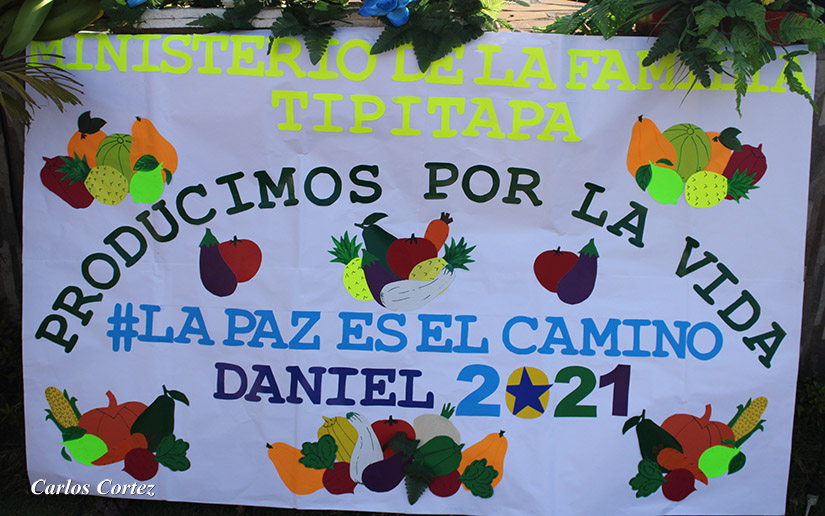 MINISTERIO DE LA FAMILIA
TIPITAPA
PRODUCIMOS POR LA VIDA
#LA PAZ ES EL CAMINO
DANIEL 2021
Carlos Cortez